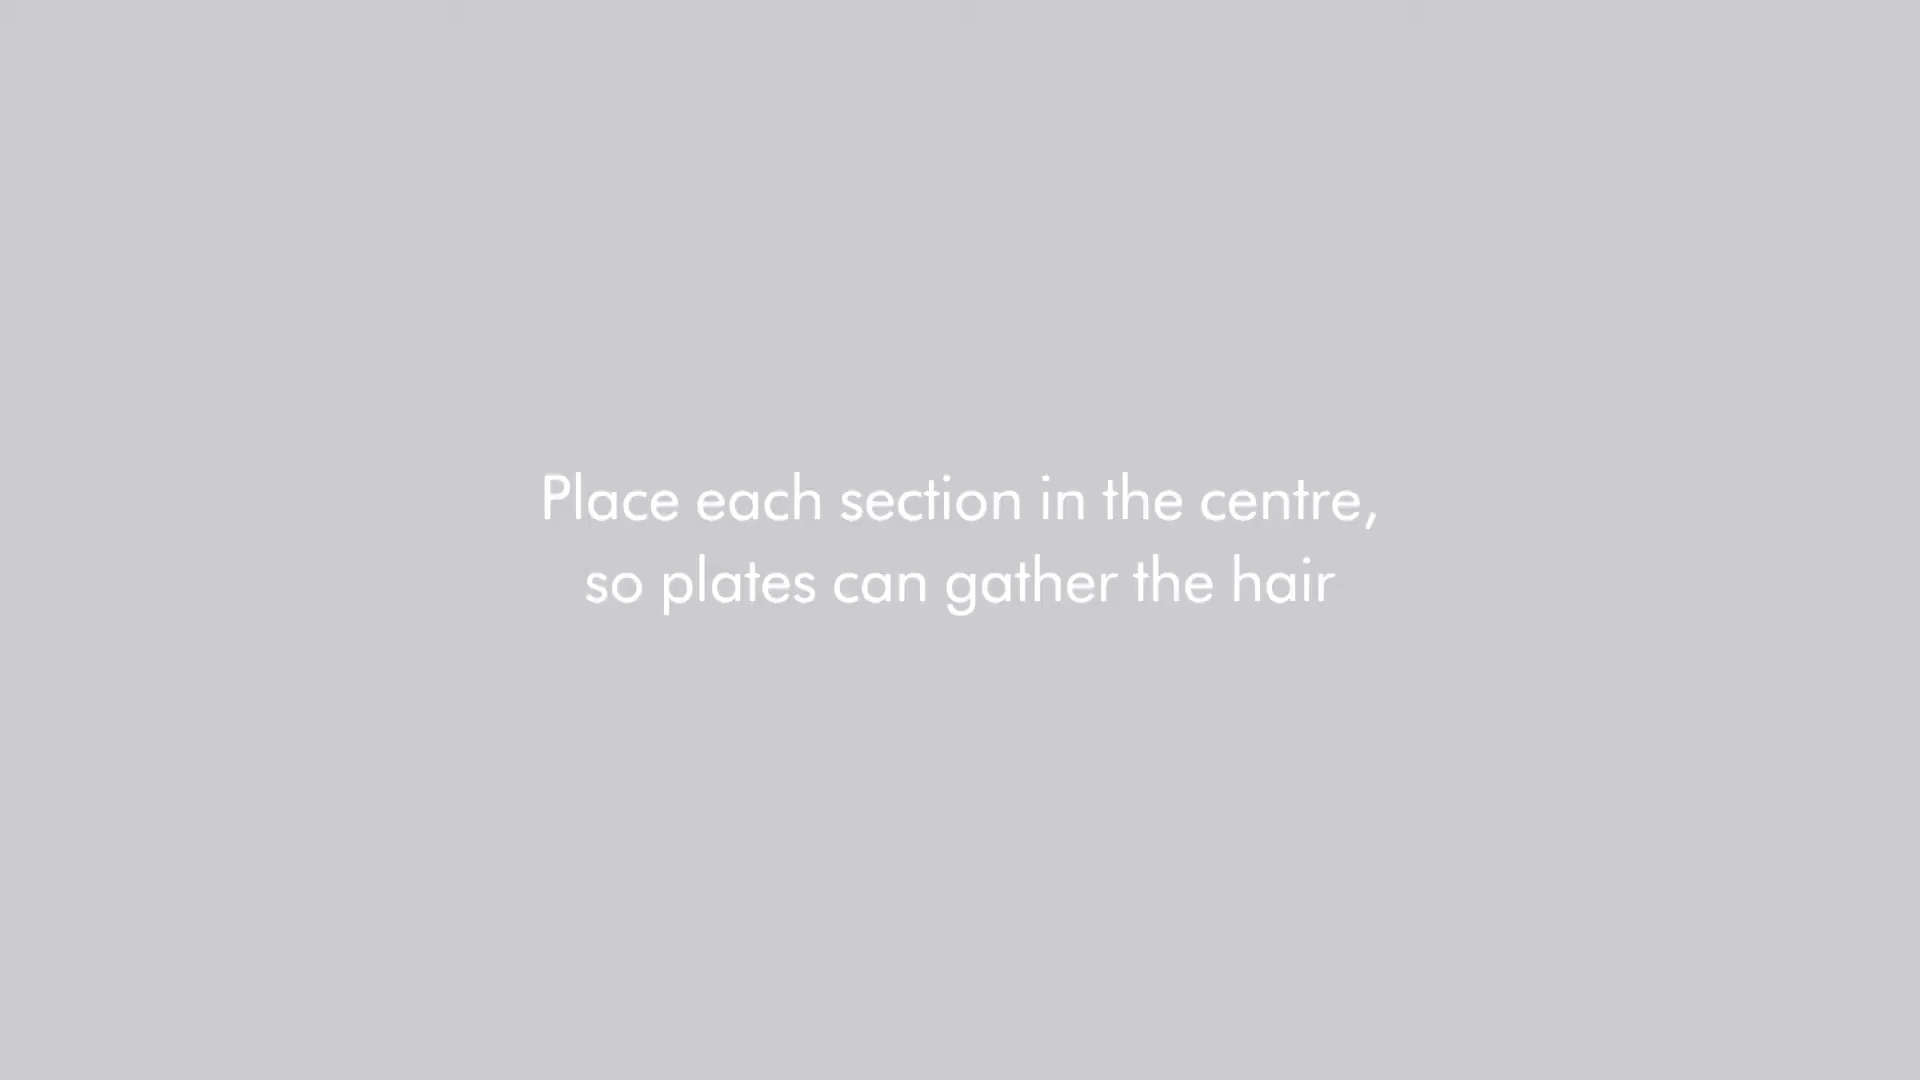 Place each section in the centre,
so plates can gather the hair